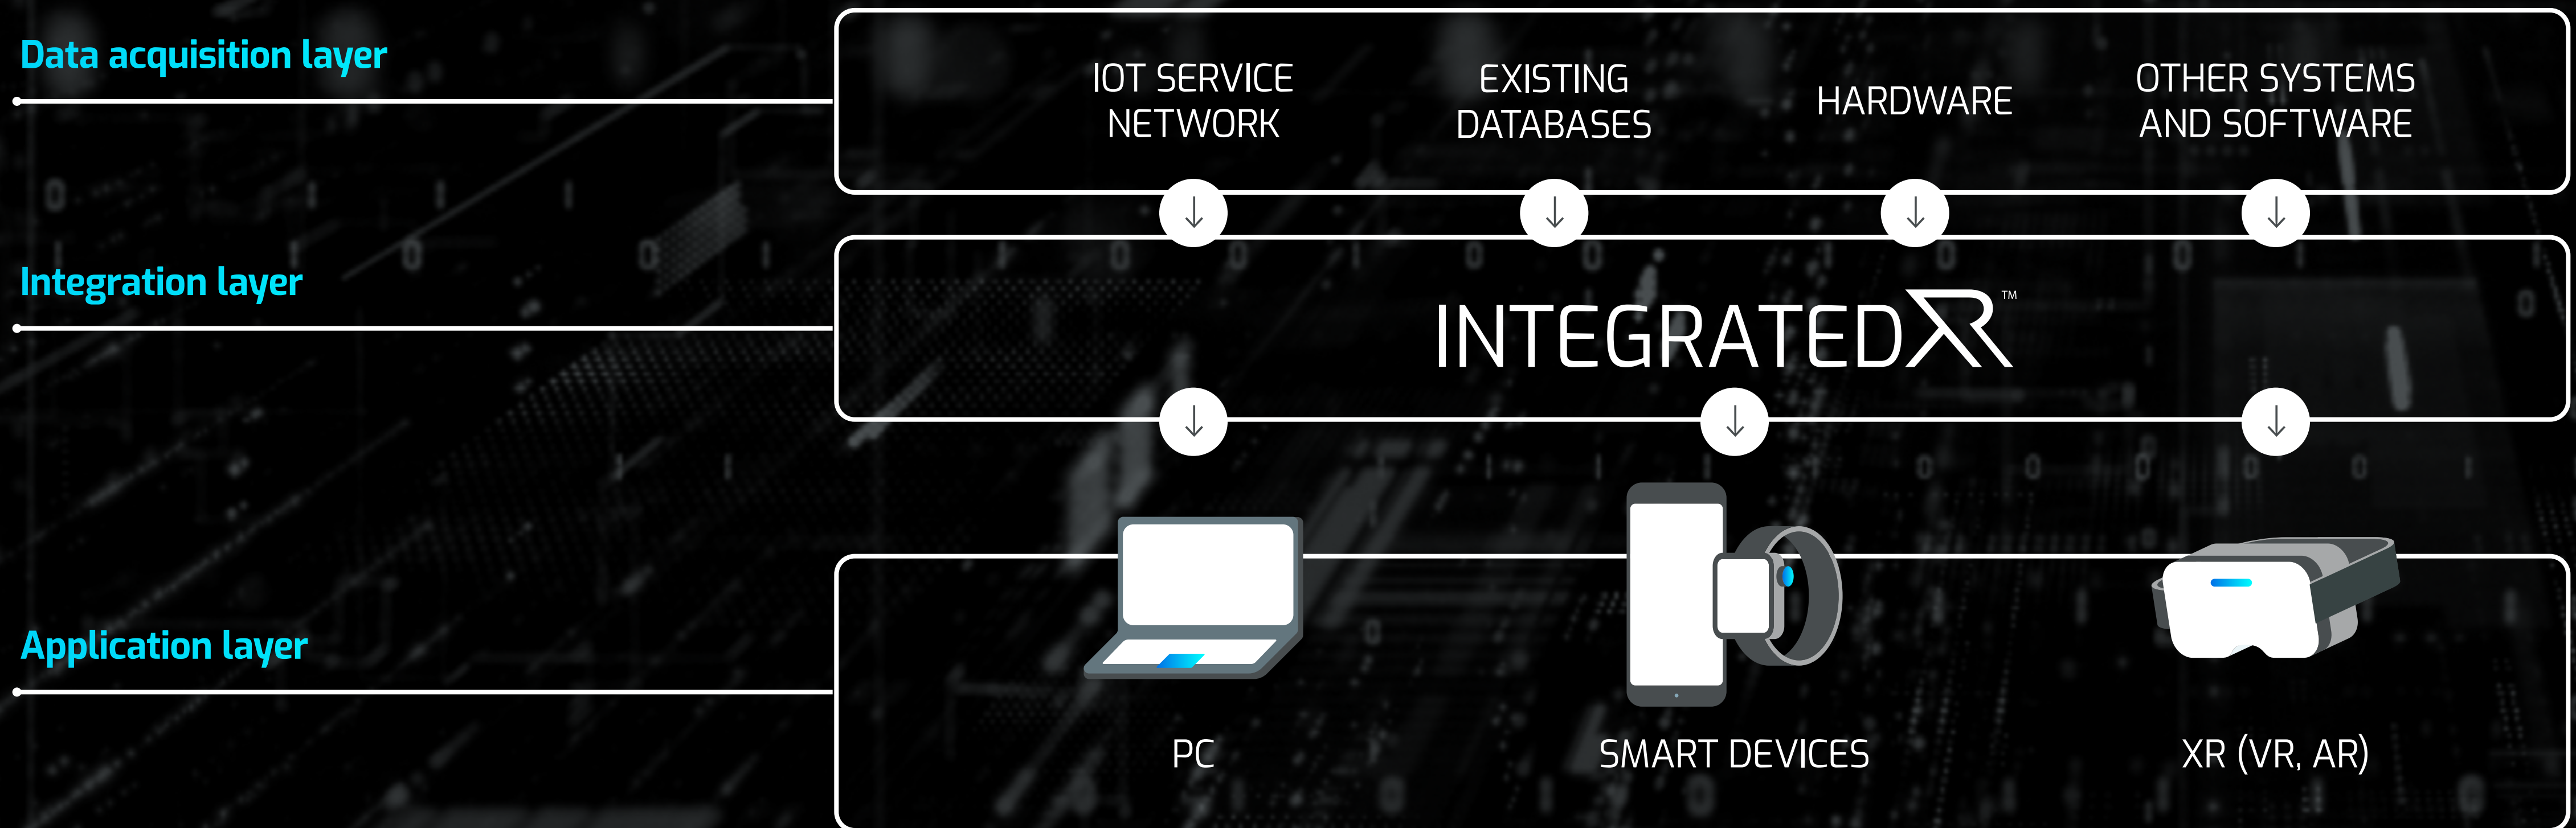 Data acquisition layer
IOT SERVICE
NETWORK
EXISTING
DATABASES
HARDWARE
OTHER SYSTEMS
AND SOFTWARE
Integration layer
INTEGRATEDXR™
Application layer
PC
SMART DEVICES
XR (VR, AR)